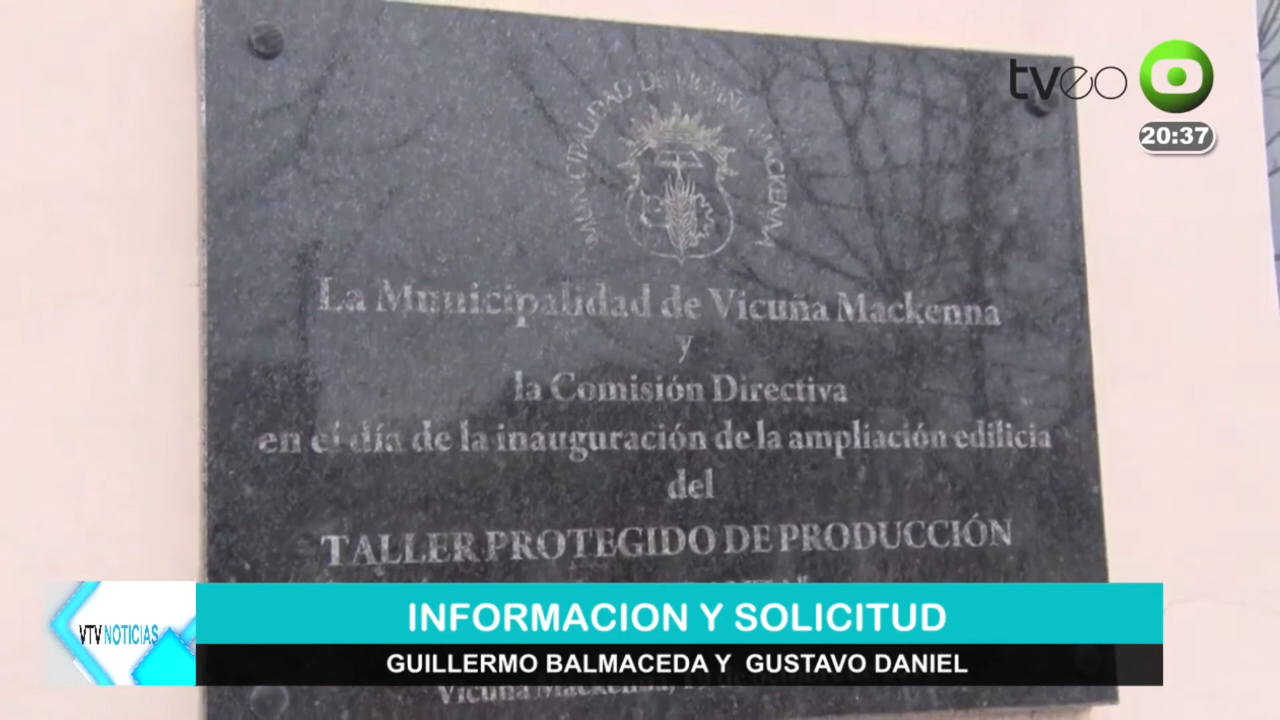 tveo
20:37
MUNICIPALIDAD DE VICUÑA MACKENNA
La Municipalidad de Vicuña Mackenna
y
la Comisión Directiva
en el día de la inauguración de la ampliación edilicia
del
TALLER PROTEGIDO DE PRODUCCIÓN
VTV NOTICIAS
INFORMACION Y SOLICITUD
GUILLERMO BALMACEDA Y GUSTAVO DANIEL
Vicuña Mackenna,